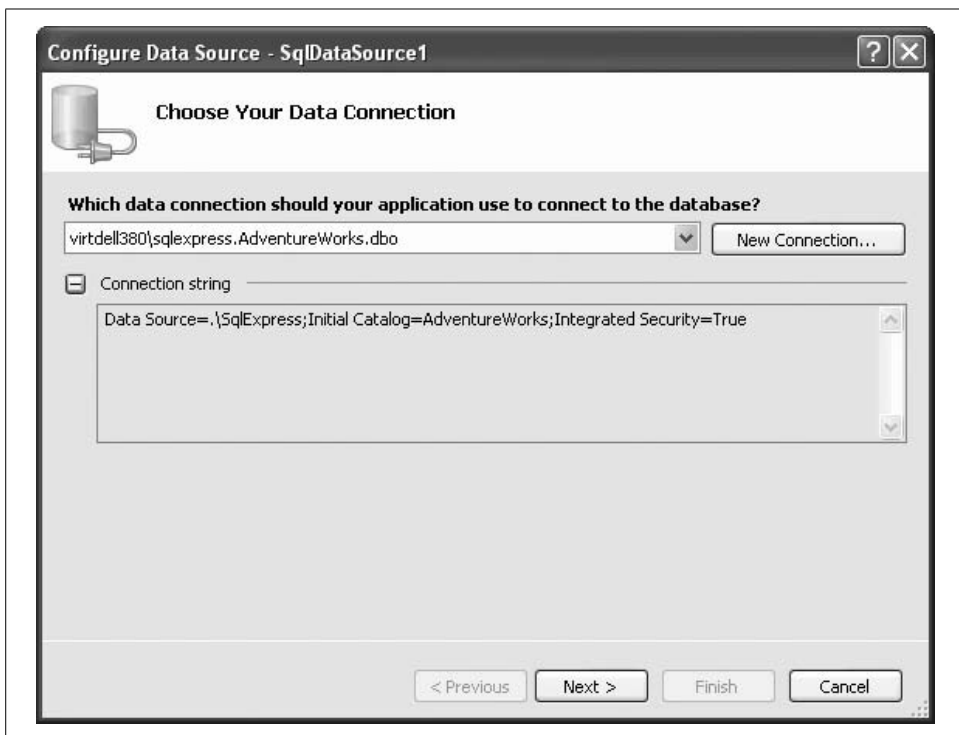 Configure Data Source - SqlDataSource1
Choose Your Data Connection
Which data connection should your application use to connect to the database?
virtdell380\sqlexpress.AdventureWorks.dbo
New Connection...
Connection string
Data Source=.\SqlExpress;Initial Catalog=AdventureWorks;Integrated Security=True
< Previous
Next >
Finish
Cancel